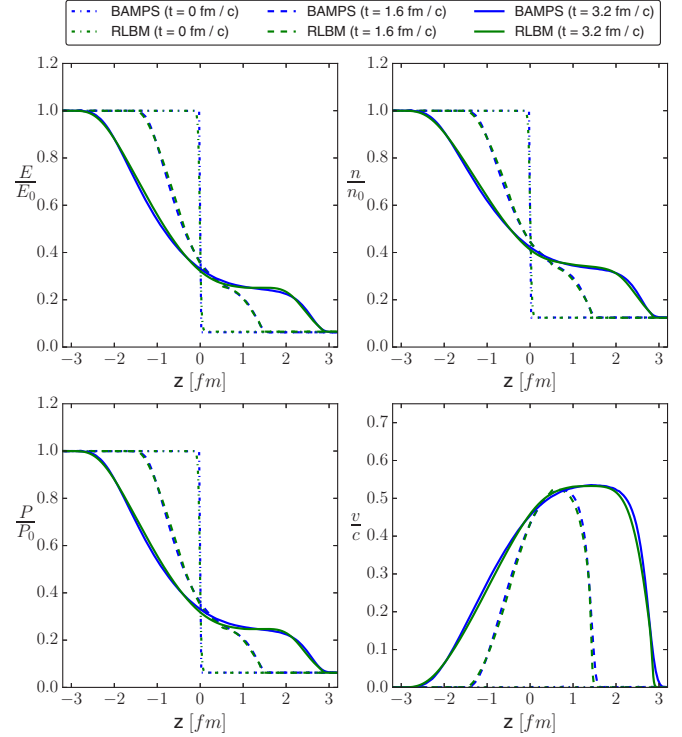 BAMPS (t = 0 fm / c) BAMPS (t = 1.6 fm / c) BAMPS (t = 3.2 fm / c)
RLBM (t = 0 fm / c) RLBM (t = 1.6 fm / c) RLBM (t = 3.2 fm / c)
1.2
1.0
0.8
0.6
0.4
0.2
0.0
E
E0
−3 −2 −1 0 1 2 3
z [fm]
1.2
1.0
0.8
0.6
0.4
0.2
0.0
n
n0
−3 −2 −1 0 1 2 3
z [fm]
1.2
1.0
0.8
0.6
0.4
0.2
0.0
P
P0
−3 −2 −1 0 1 2 3
z [fm]
0.7
0.6
0.5
0.4
0.3
0.2
0.1
0.0
v
c
−3 −2 −1 0 1 2 3
z [fm]